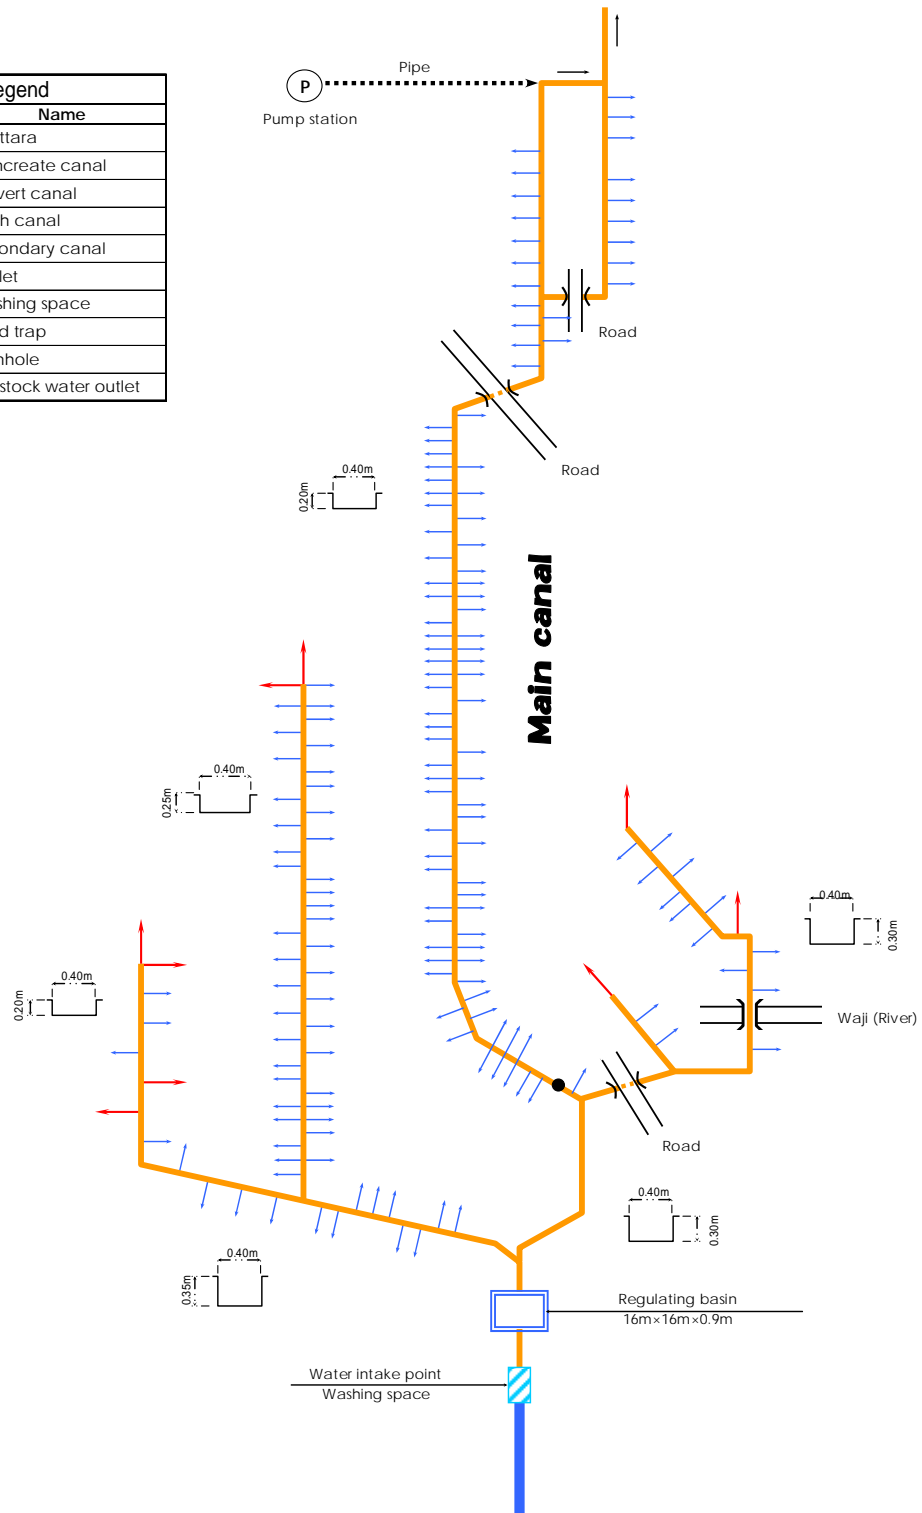 egend
Name
ttara
ncreate canal
vert canal
h canal
ondary canal
let
shing space
d trap
nhole
stock water outlet
P
Pipe
Pump station
Road
Road
0.40m
0.20m
Main canal
0.40m
0.25m
0.40m
0.30m
0.40m
0.20m
Waji (River)
Road
0.40m
0.30m
0.40m
0.35m
Regulating basin
16m×16m×0.9m
Water intake point
Washing space